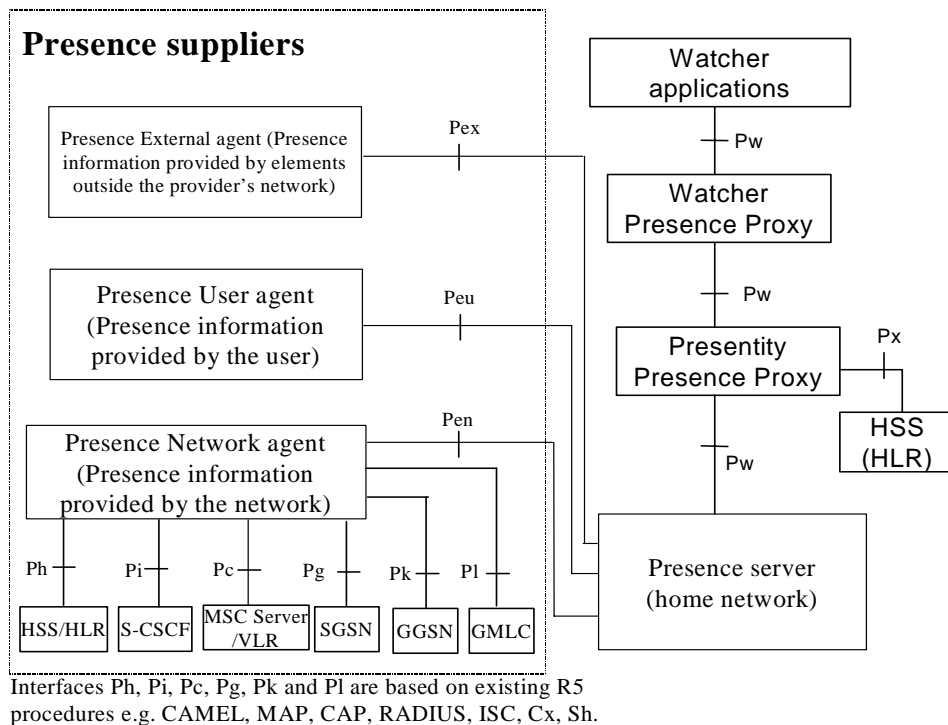 Presence suppliers
Watcher
applications
Pw
Presence External agent (Presence
information provided by elements
outside the provider's network)
Pex
Watcher
Presence Proxy
Pw
Presence User agent
(Presence information
provided by the user)
Peu
Presentity
Presence Proxy
Px
HSS
(HLR)
Pw
Presence Network agent
(Presence information
provided by the network)
Pen
Presence server
(home network)
Ph
Pi
Pc
Pg
Pk
Pl
HSS/HLR
S-CSCF
MSC Server
/VLR
SGSN
GGSN
GMLC
Interfaces Ph, Pi, Pc, Pg, Pk and Pl are based on existing R5
procedures e.g. CAMEL, MAP, CAP, RADIUS, ISC, Cx, Sh.